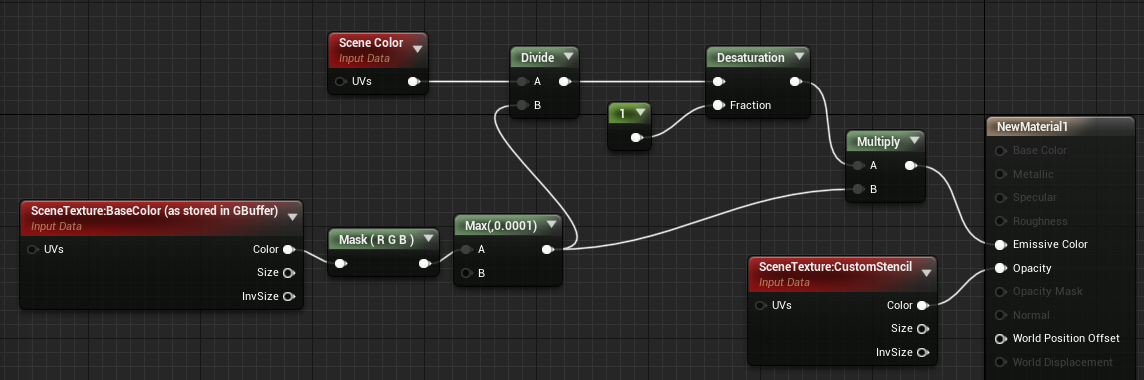 Scene Color
Input Data
UVs
Divide
A
B
Desaturation
Fraction
1
Multiply
A
B
SceneTexture:BaseColor (as stored in GBuffer)
Input Data
UVs
Color
Size
InvSize
Mask ( R G B )
Max(,0.0001)
A
B
SceneTexture:CustomStencil
Input Data
UVs
Color
Size
InvSize
NewMaterial1
Base Color
Metallic
Specular
Roughness
Emissive Color
Opacity
Opacity Mask
Normal
World Position Offset
World Displacement